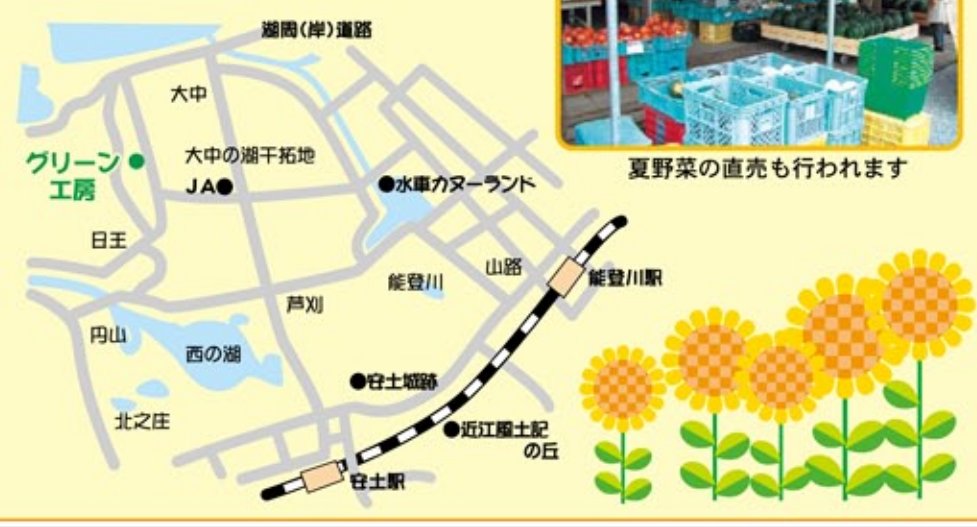 湖周(岸)道路
大中
グリーン
工房
大中の湖干拓地
JA
水車カヌーランド
夏野菜の直売も行われます
日王
能登川
山路
能登川駅
芦刈
円山
西の湖
安土城跡
北之庄
近江風土記
の丘
安土駅